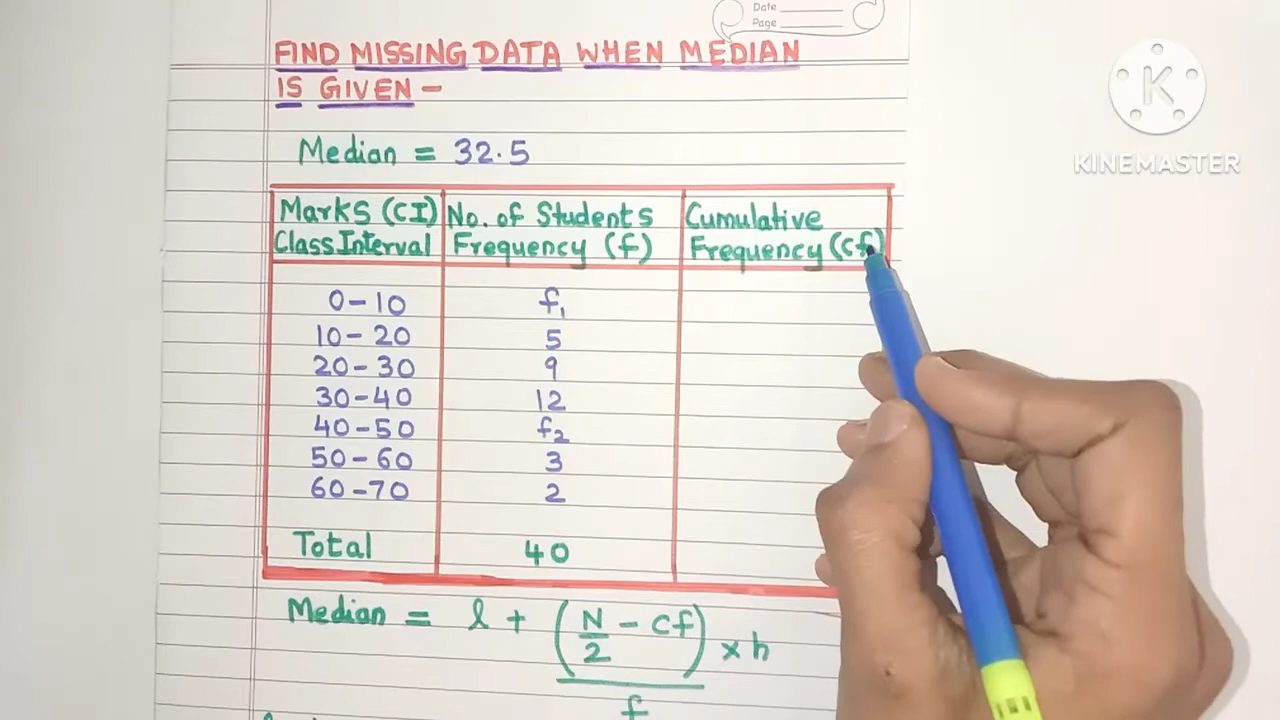 Date
Page
FIND MISSING DATA WHEN MEDIAN
IS GIVEN -
Median = 32.5
Marks (CI) No. of Students Cumulative
Class Interval Frequency (f) Frequency (cf)
0-10 f₁
10-20 5
20-30 9
30-40 12
40-50 f₂
50-60 3
60-70 2
Total 40
Median = l + (N/2 - cf) × h
f
K
KINEMASTER